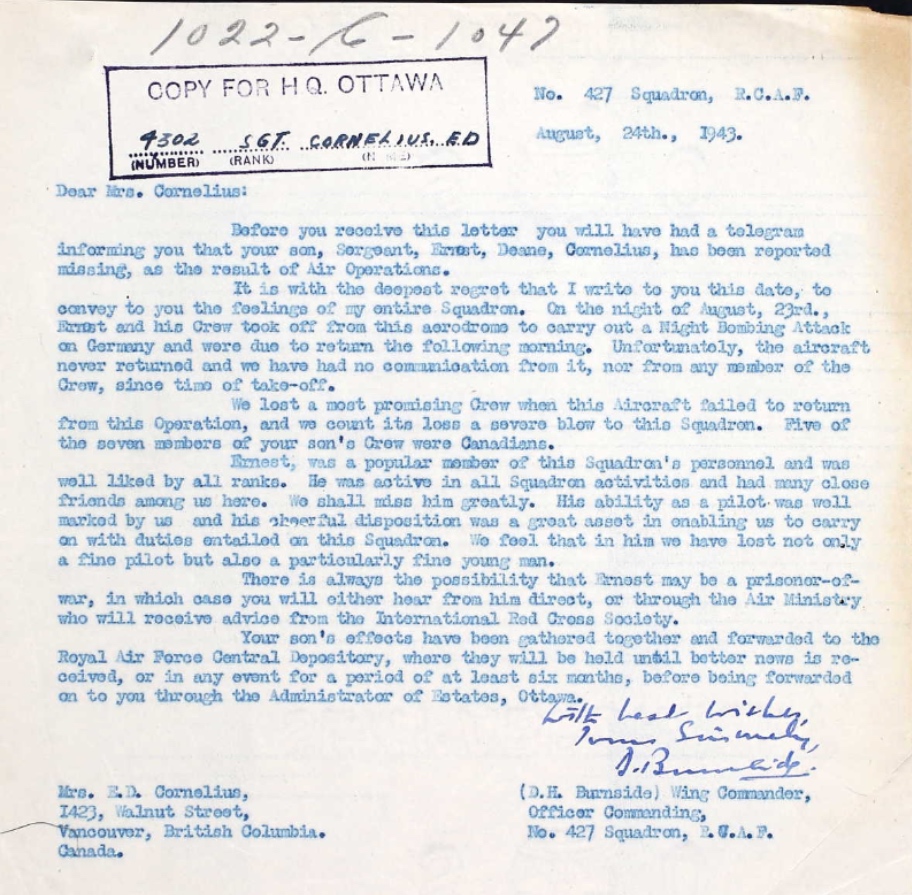 1022-C-1047
COPY FOR H.Q. OTTAWA
4302 SGT. CORNELIUS. ED
(NUMBER) (RANK)
No. 427 Squadron, R.C.A.F.
August, 24th., 1943.
Dear Mrs. Cornelius:
Before you receive this letter you will have had a telegram
informing you that your son, Sergeant, Ernest, Deane, Cornelius, has been reported
missing, as the result of Air Operations.
It is with the deepest regret that I write to you this date, to
convey to you the feelings of my entire Squadron. On the night of August, 23rd.,
Ernest and his Crew took off from this aerodrome to carry out a Night Bombing Attack
on Germany and were due to return the following morning. Unfortunately, the aircraft
never returned and we have had no communication from it, nor from any member of the
Crew, since time of take-off.
We lost a most promising Crew when this Aircraft failed to return
from this Operation, and we count its loss a severe blow to this Squadron. Five of
the seven members of your son's Crew were Canadians.
Ernest, was a popular member of this Squadron's personnel and was
well liked by all ranks. He was active in all Squadron activities and had many close
friends among us here. We shall miss him greatly. His ability as a pilot was well
marked by us and his cheerful disposition was a great asset in enabling us to carry
on with duties entailed on this Squadron. We feel that in him we have lost not only
a fine pilot but also a particularly fine young man.
There is always the possibility that Ernest may be a prisoner-of-
war, in which case you will either hear from him direct, or through the Air Ministry
who will receive advice from the International Red Cross Society.
Your son's effects have been gathered together and forwarded to the
Royal Air Force Central Depository, where they will be held until better news is re-
ceived, or in any event for a period of at least six months, before being forwarded
on to you through the Administrator of Estates, Ottawa.
With best wishes,
Yours Sincerely,
D. Burnside.
Mrs. E.D. Cornelius,
1423, Walnut Street,
Vancouver, British Columbia.
Canada.
(D.H. Burnside) Wing Commander,
Officer Commanding,
No. 427 Squadron, R.C.A.F.